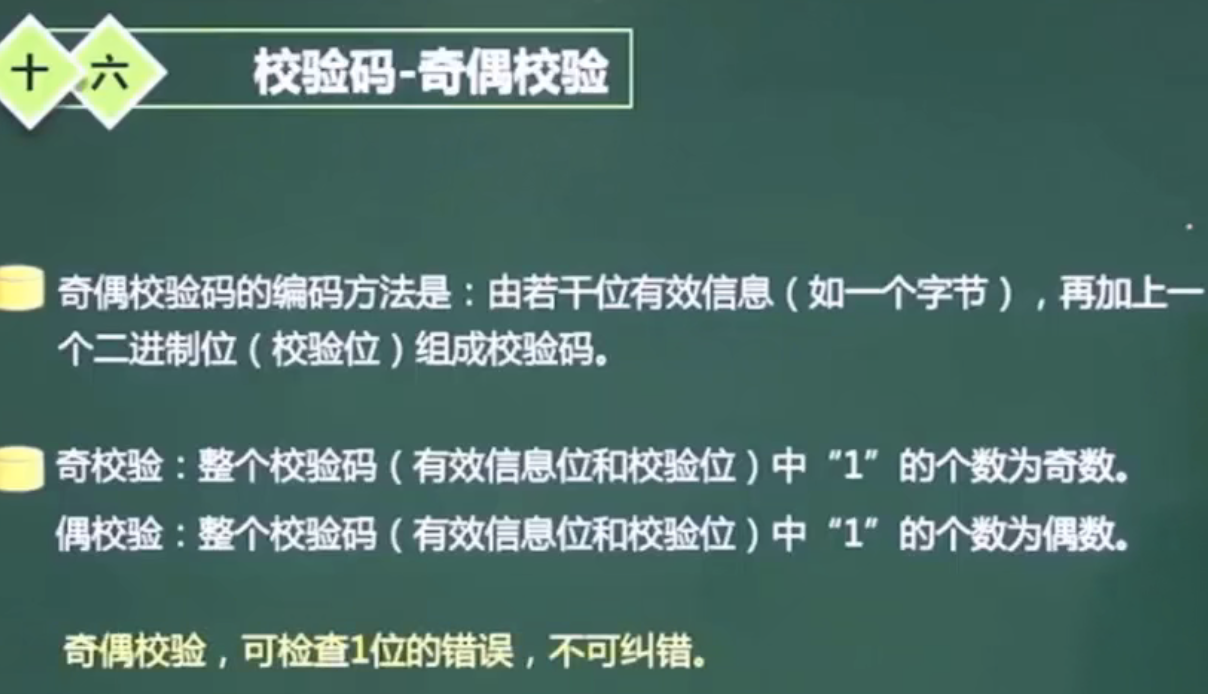 十六 校验码-奇偶校验
奇偶校验码的编码方法是：由若干位有效信息（如一个字节），再加上一
个二进制位（校验位）组成校验码。
奇校验：整个校验码（有效信息位和校验位）中“1”的个数为奇数。
偶校验：整个校验码（有效信息位和校验位）中“1”的个数为偶数。
奇偶校验，可检查1位的错误，不可纠错。